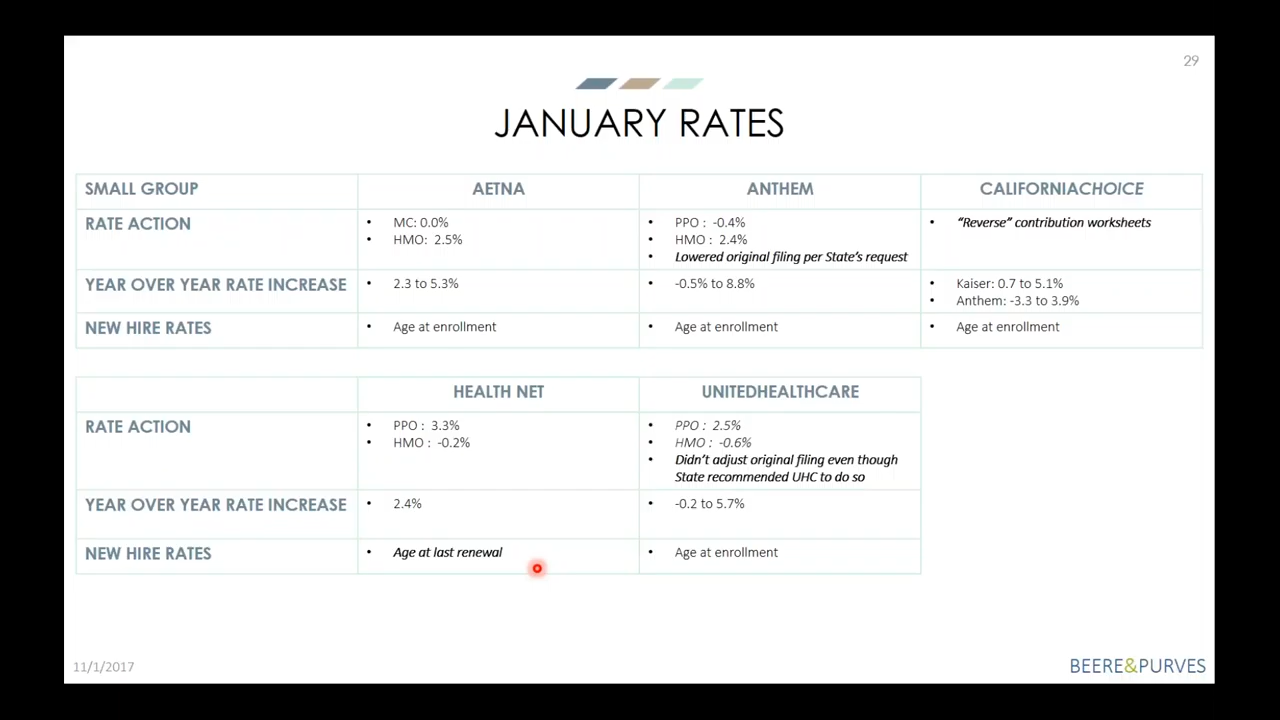 29
JANUARY RATES
SMALL GROUP AETNA ANTHEM CALIFORNIACHOICE
RATE ACTION • MC: 0.0% • PPO : -0.4% • “Reverse” contribution worksheets
• HMO: 2.5% • HMO : 2.4%
• Lowered original filing per State’s request
YEAR OVER YEAR RATE INCREASE • 2.3 to 5.3% • -0.5% to 8.8% • Kaiser: 0.7 to 5.1%
• Anthem: -3.3 to 3.9%
NEW HIRE RATES • Age at enrollment • Age at enrollment • Age at enrollment
HEALTH NET UNITEDHEALTHCARE
RATE ACTION • PPO : 3.3% • PPO : 2.5%
• HMO : -0.2% • HMO : -0.6%
• Didn’t adjust original filing even though
State recommended UHC to do so
YEAR OVER YEAR RATE INCREASE • 2.4% • -0.2 to 5.7%
NEW HIRE RATES • Age at last renewal • Age at enrollment
11/1/2017 BEERE&PURVES